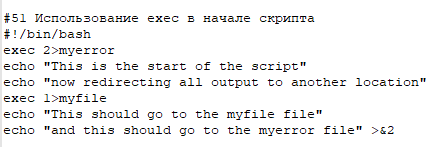 #51 Использование exec в начале скрипта
#!/bin/bash
exec 2>myerror
echo "This is the start of the script"
echo "now redirecting all output to another location"
exec 1>myfile
echo "This should go to the myfile file"
echo "and this should go to the myerror file" >&2